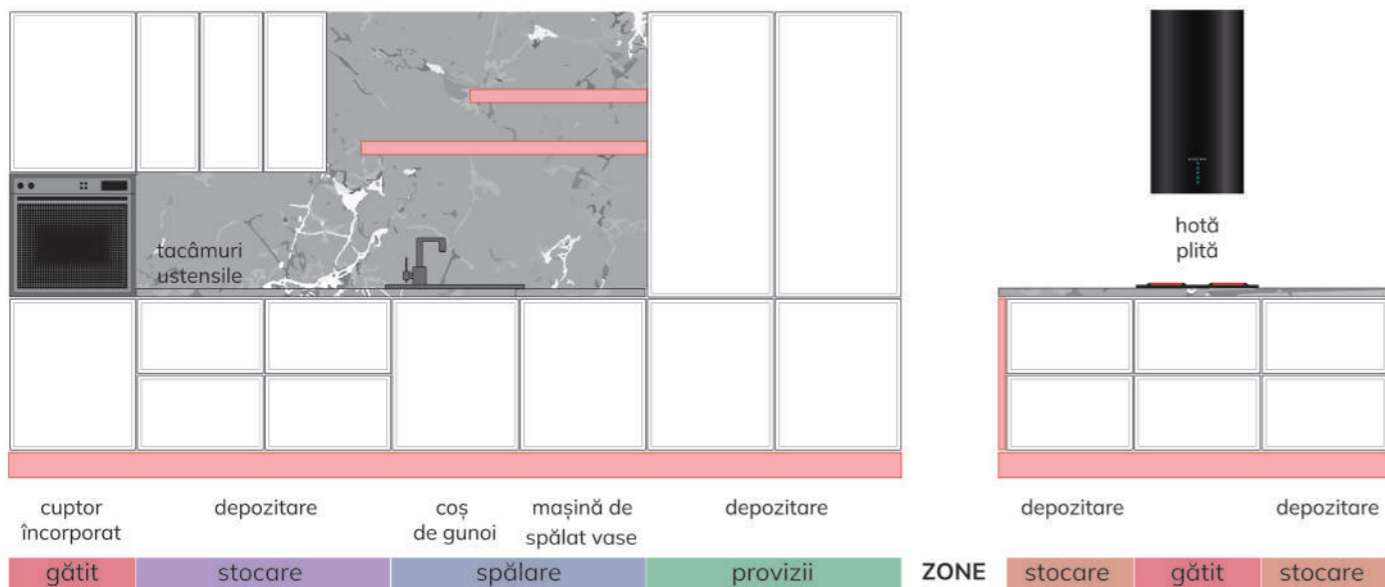 tacâmuri
ustensile
hotă
plită
cuptor
încorporat
depozitare
coș
de gunoi
mașină de
spălat vase
depozitare
depozitare
depozitare
gătit
stocare
spălare
provizii
ZONE
stocare
gătit
stocare